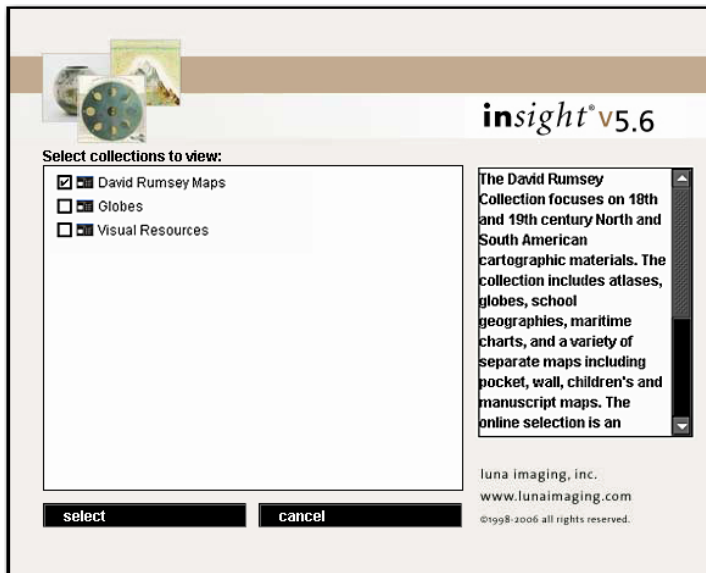 insight® v5.6
Select collections to view:
David Rumsey Maps
Globes
Visual Resources
The David Rumsey
Collection focuses on 18th
and 19th century North and
South American
cartographic materials. The
collection includes atlases,
globes, school
geographies, maritime
charts, and a variety of
separate maps including
pocket, wall, children's and
manuscript maps. The
online selection is an
luna imaging, inc.
www.lunaimaging.com
©1998-2006 all rights reserved.
select
cancel